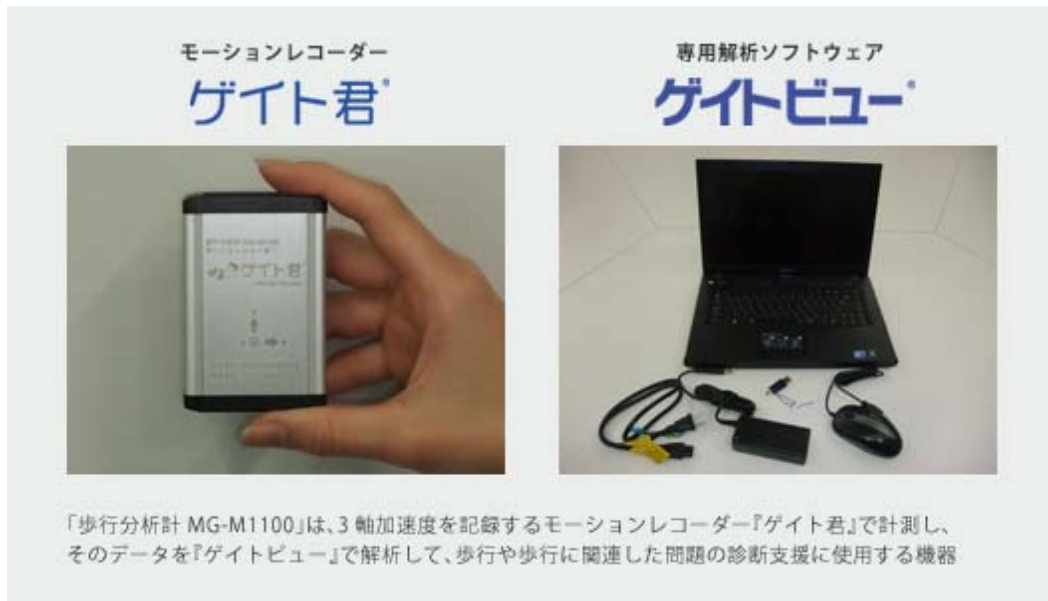 モーションレコーダー
ゲイト君®
専用解析ソフトウェア
ゲイトビュー®
ゲイト君
「歩行分析計 MG-M1100」は、3軸加速度を記録するモーションレコーダー『ゲイト君』で計測し、
そのデータを『ゲイトビュー』で解析して、歩行や歩行に関連した問題の診断支援に使用する機器